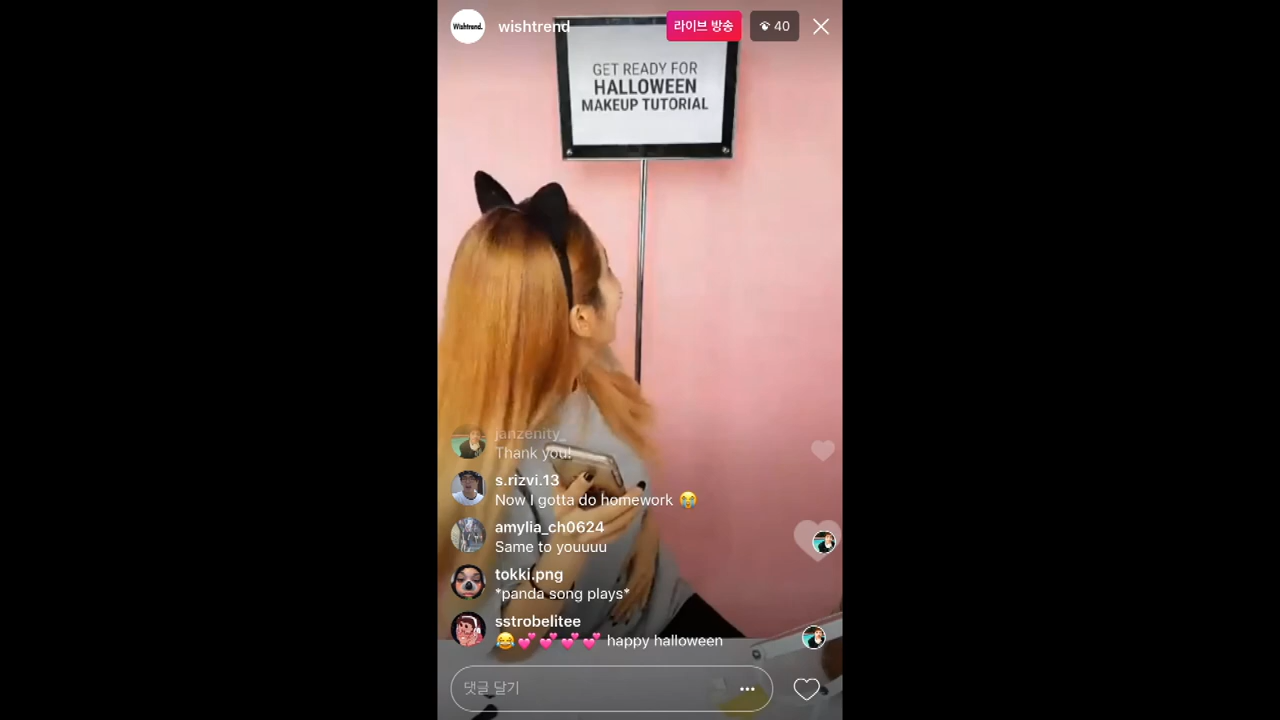 Wishtrend.
wishtrend
라이브 방송
40
GET READY FOR
HALLOWEEN
MAKEUP TUTORIAL
janzenity_
Thank you!
s.rizvi.13
Now I gotta do homework 😭
amylia_ch0624
Same to youuuu
tokki.png
*panda song plays*
sstrobelitee
😂💕💕💕💕 happy halloween
댓글 달기